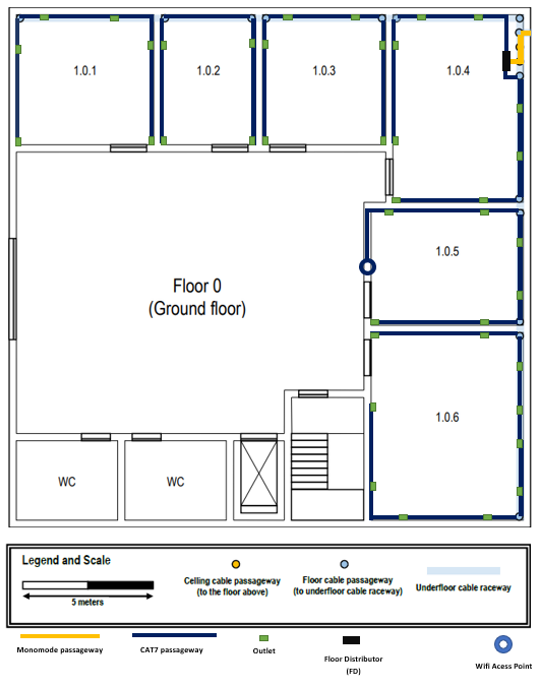 1.0.1
1.0.2
1.0.3
1.0.4
1.0.5
Floor 0
(Ground floor)
1.0.6
WC
WC
Legend and Scale
5 meters
Ceiling cable passageway
(to the floor above)
Floor cable passageway
(to underfloor cable raceway)
Underfloor cable raceway
Monomode passageway
CAT7 passageway
Outlet
Floor Distributor
(FD)
Wifi Acess Point